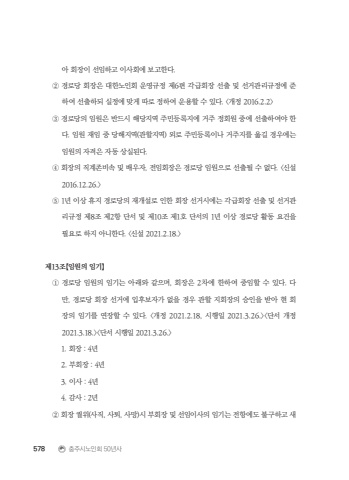 아 회장이 선임하고 이사회에 보고한다.
② 경로당 회장은 대한노인회 운영규정 제6편 각급회장 선출 및 선거관리규정에 준
하여 선출하되 실정에 맞게 따로 정하여 운용할 수 있다. <개정 2016.2.2>
③ 경로당의 임원은 반드시 해당지역 주민등록지에 거주 정회원 중에 선출하여야 한
다. 임원 재임 중 당해지역(관할지역) 외로 주민등록이나 거주지를 옮길 경우에는
임원의 자격은 자동 상실된다.
④ 회장의 직계존비속 및 배우자, 전임회장은 경로당 임원으로 선출될 수 없다. <신설
2016.12.26.>
⑤ 1년 이상 휴지 경로당의 재개설로 인한 회장 선거시에는 각급회장 선출 및 선거관
리규정 제8조 제2항 단서 및 제10조 제1호 단서의 1년 이상 경로당 활동 요건을
필요로 하지 아니한다. <신설 2021.2.18.>
제13조【임원의 임기】
① 경로당 임원의 임기는 아래와 같으며, 회장은 2차에 한하여 중임할 수 있다. 다
만, 경로당 회장 선거에 입후보자가 없을 경우 관할 지회장의 승인을 받아 현 회
장의 임기를 연장할 수 있다. <개정 2021.2.18, 시행일 2021.3.26.><단서 개정
2021.3.18.><단서 시행일 2021.3.26.>
1. 회장 : 4년
2. 부회장 : 4년
3. 이사 : 4년
4. 감사 : 2년
② 회장 궐위(사직, 사퇴, 사망)시 부회장 및 선임이사의 임기는 전항에도 불구하고 새
578 충주시노인회 50년사